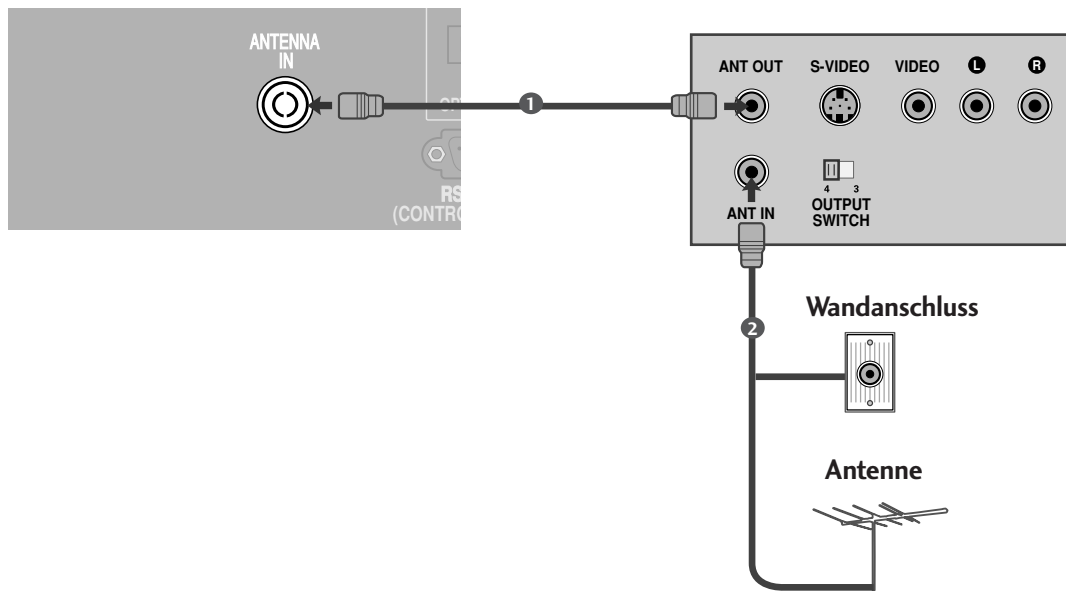 ANTENNA
IN
RS
(CONTRO
1
ANT OUT
S-VIDEO
VIDEO
L
R
ANT IN
4
3
OUTPUT
SWITCH
2
Wandanschluss
Antenne